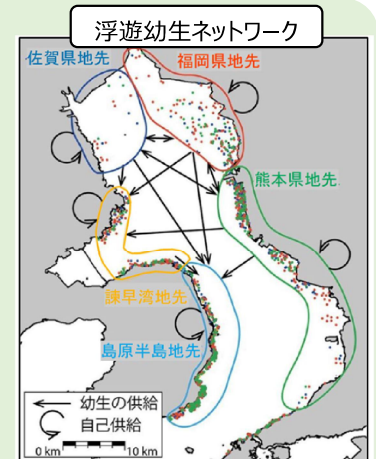 浮遊幼生ネットワーク
佐賀県地先
福岡県地先
熊本県地先
諫早湾地先
島原半島地先
幼生の供給
自己供給
0 km 10 km